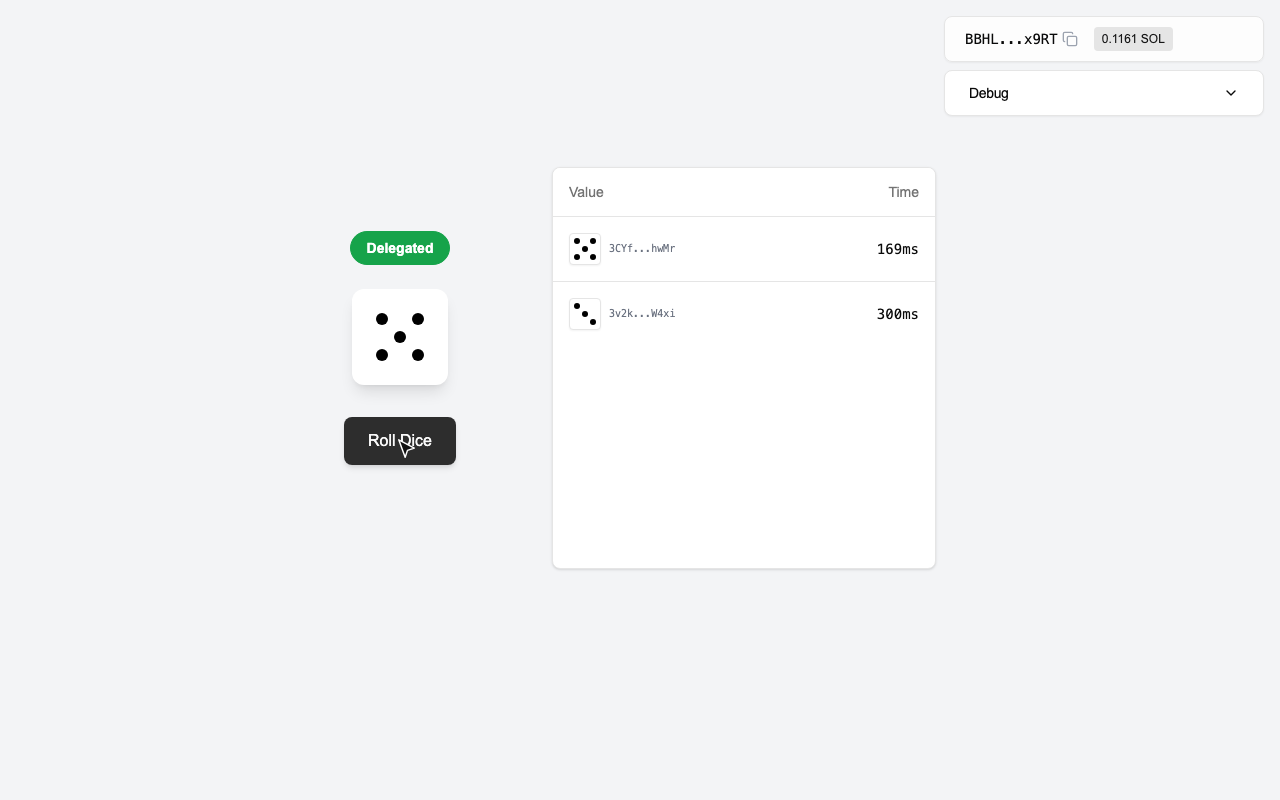 BBHL...x9RT 0.1161 SOL
Debug
Value Time
Delegated
3CYf...hwMr 169ms
3v2k...W4xi 300ms
Roll Dice